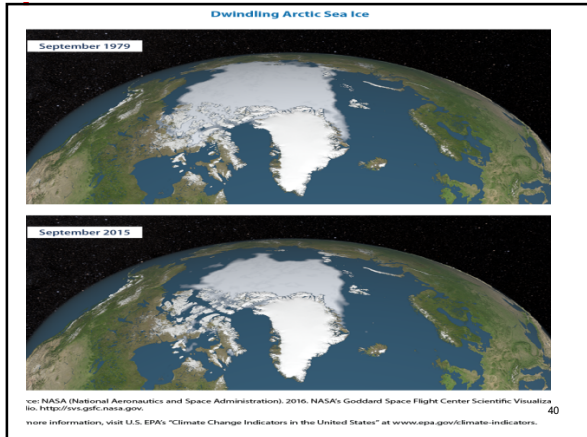 Dwindling Arctic Sea Ice
September 1979
September 2015
rce: NASA (National Aeronautics and Space Administration). 2016. NASA's Goddard Space Flight Center Scientific Visualiza
lio. http://svs.gsfc.nasa.gov.
40
more information, visit U.S. EPA's "Climate Change Indicators in the United States" at www.epa.gov/climate-indicators.